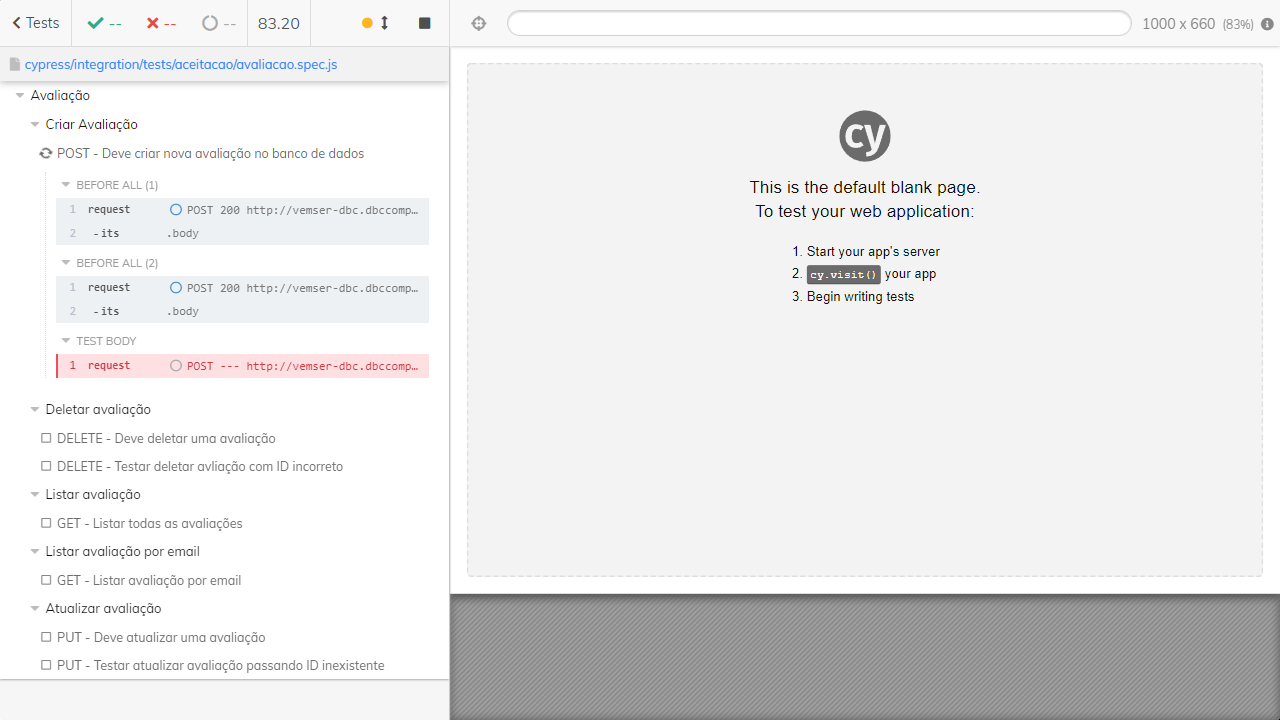 Tests
--
--
--
83.20
1000 x 660 (83%)
cypress/integration/tests/aceitacao/avaliacao.spec.js
Avaliação
Criar Avaliação
POST - Deve criar nova avaliação no banco de dados
BEFORE ALL (1)
1 request POST 200 http://vemser-dbc.dbccomp…
2 -its .body
BEFORE ALL (2)
1 request POST 200 http://vemser-dbc.dbccomp…
2 -its .body
TEST BODY
1 request POST --- http://vemser-dbc.dbccomp…
Deletar avaliação
DELETE - Deve deletar uma avaliação
DELETE - Testar deletar avliação com ID incorreto
Listar avaliação
GET - Listar todas as avaliações
Listar avaliação por email
GET - Listar avaliação por email
Atualizar avaliação
PUT - Deve atualizar uma avaliação
PUT - Testar atualizar avaliação passando ID inexistente
cy
This is the default blank page.
To test your web application:
1. Start your app's server
2. cy.visit() your app
3. Begin writing tests